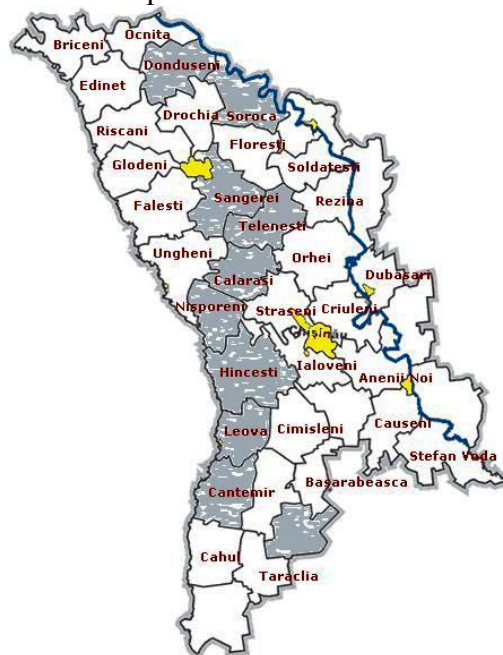 Ocnita
Briceni
Donduseni
Edinet
Drochia
Soroca
Riscani
Floresti
Glodeni
Soldatesti
Sangerei
Rezina
Falesti
Telenesti
Ungheni
Orhei
Dubasari
Calarasi
Nisporeni
Straseni
Criuleni
Ialoveni
Hincesti
Anenii Noi
Leova
Cimisleni
Causeni
Stefan Voda
Cantemir
Basarabeasca
Cahul
Taraclia